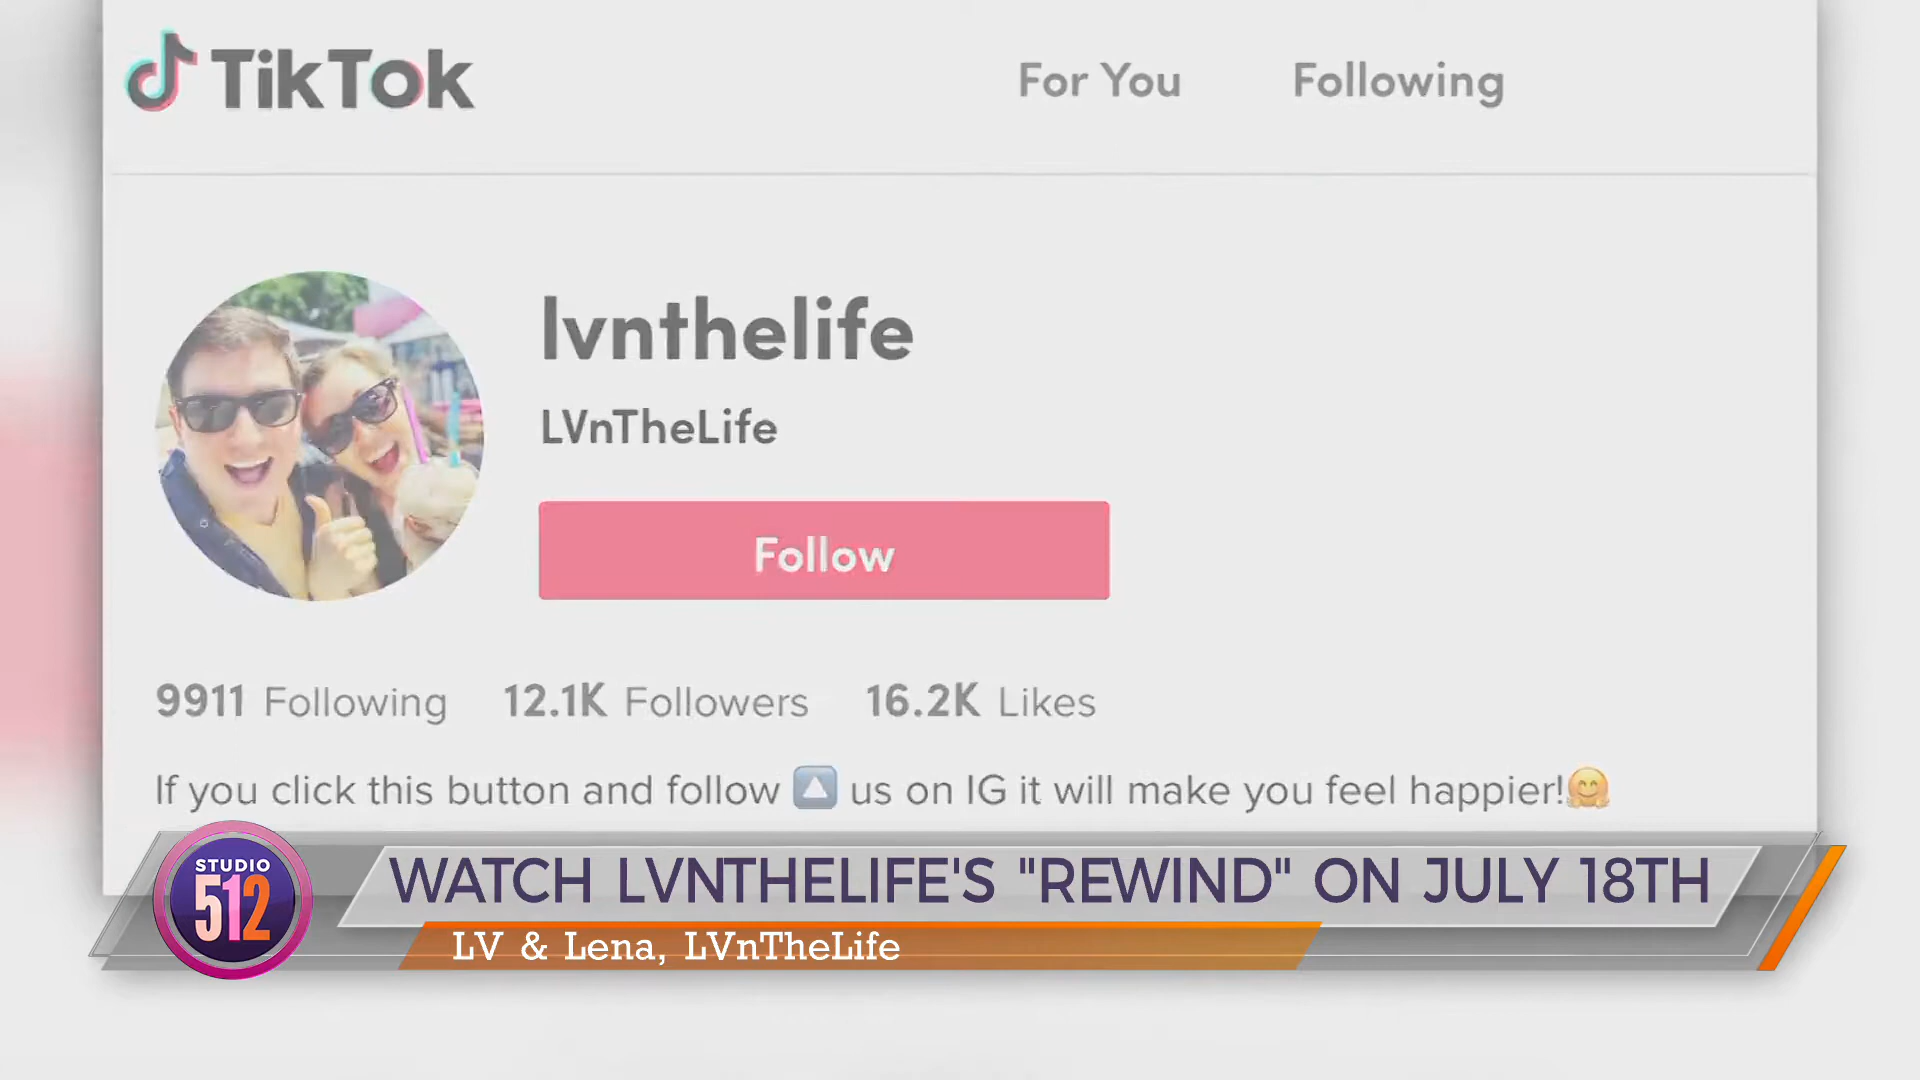 TikTok For You Following
lvnthelife
LVnTheLife
Follow
9911 Following 12.1K Followers 16.2K Likes
If you click this button and follow 🔼 us on IG it will make you feel happier!🤗
STUDIO
512
WATCH LVNTHELIFE'S "REWIND" ON JULY 18TH
LV & Lena, LVnTheLife